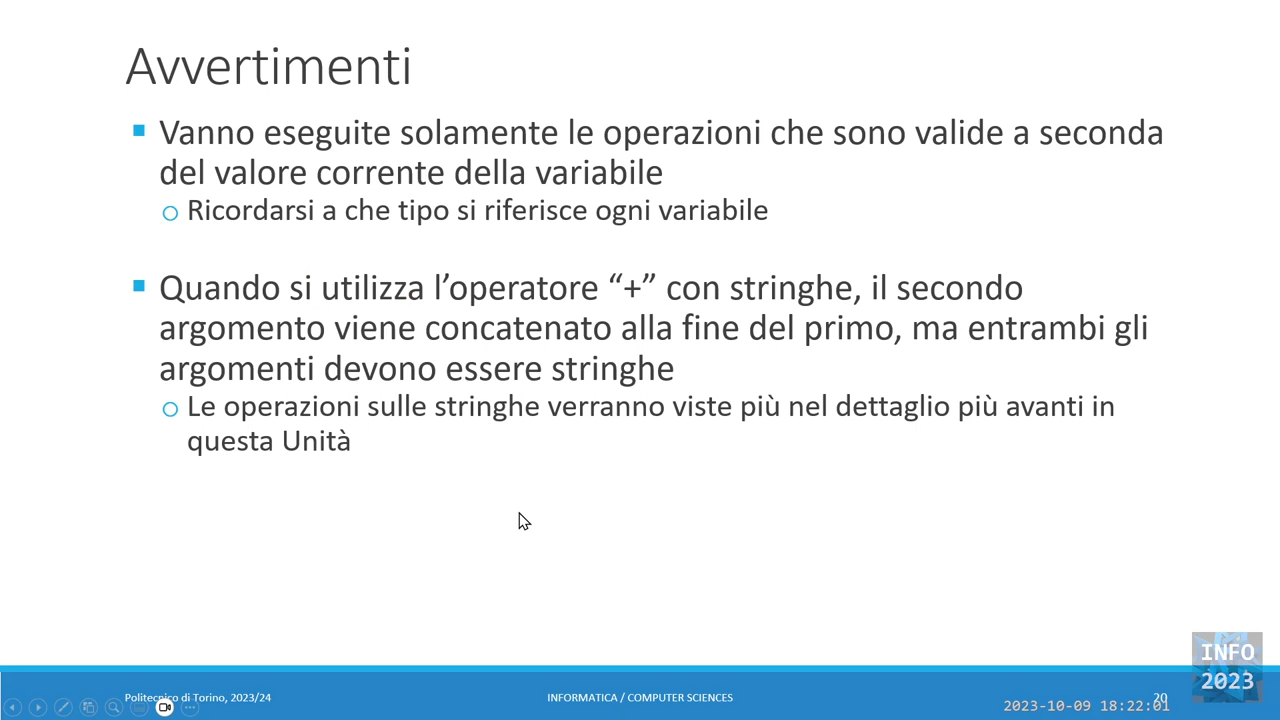 Avvertimenti
Vanno eseguite solamente le operazioni che sono valide a seconda
del valore corrente della variabile
Ricordarsi a che tipo si riferisce ogni variabile
Quando si utilizza l’operatore “+” con stringhe, il secondo
argomento viene concatenato alla fine del primo, ma entrambi gli
argomenti devono essere stringhe
Le operazioni sulle stringhe verranno viste più nel dettaglio più avanti in
questa Unità
INFO
2023
Politecnico di Torino, 2023/24
INFORMATICA / COMPUTER SCIENCES
20
2023-10-09 18:22:01